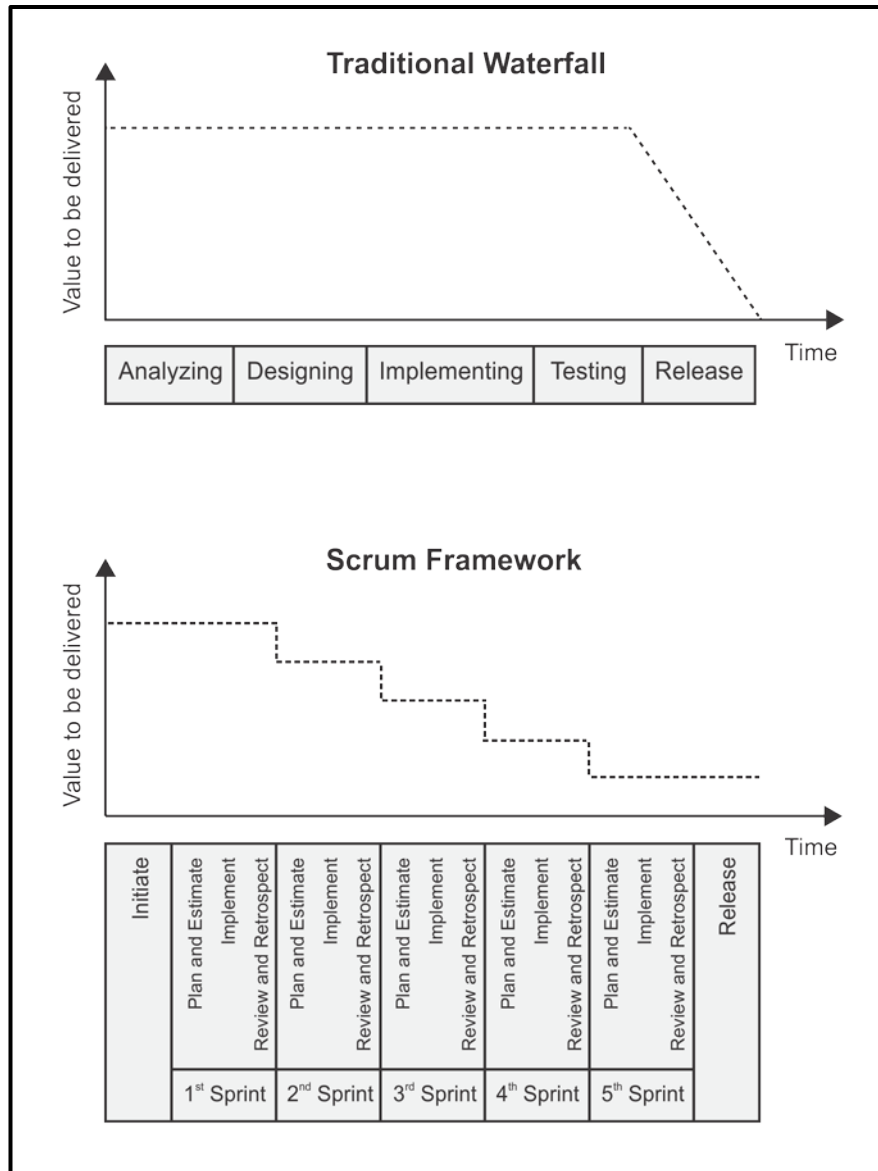 Traditional Waterfall
Value to be delivered
Time
Analyzing
Designing
Implementing
Testing
Release
Scrum Framework
Value to be delivered
Time
Initiate
Plan and Estimate
Implement
Review and Retrospect
1st Sprint
Plan and Estimate
Implement
Review and Retrospect
2nd Sprint
Plan and Estimate
Implement
Review and Retrospect
3rd Sprint
Plan and Estimate
Implement
Review and Retrospect
4th Sprint
Plan and Estimate
Implement
Review and Retrospect
5th Sprint
Release